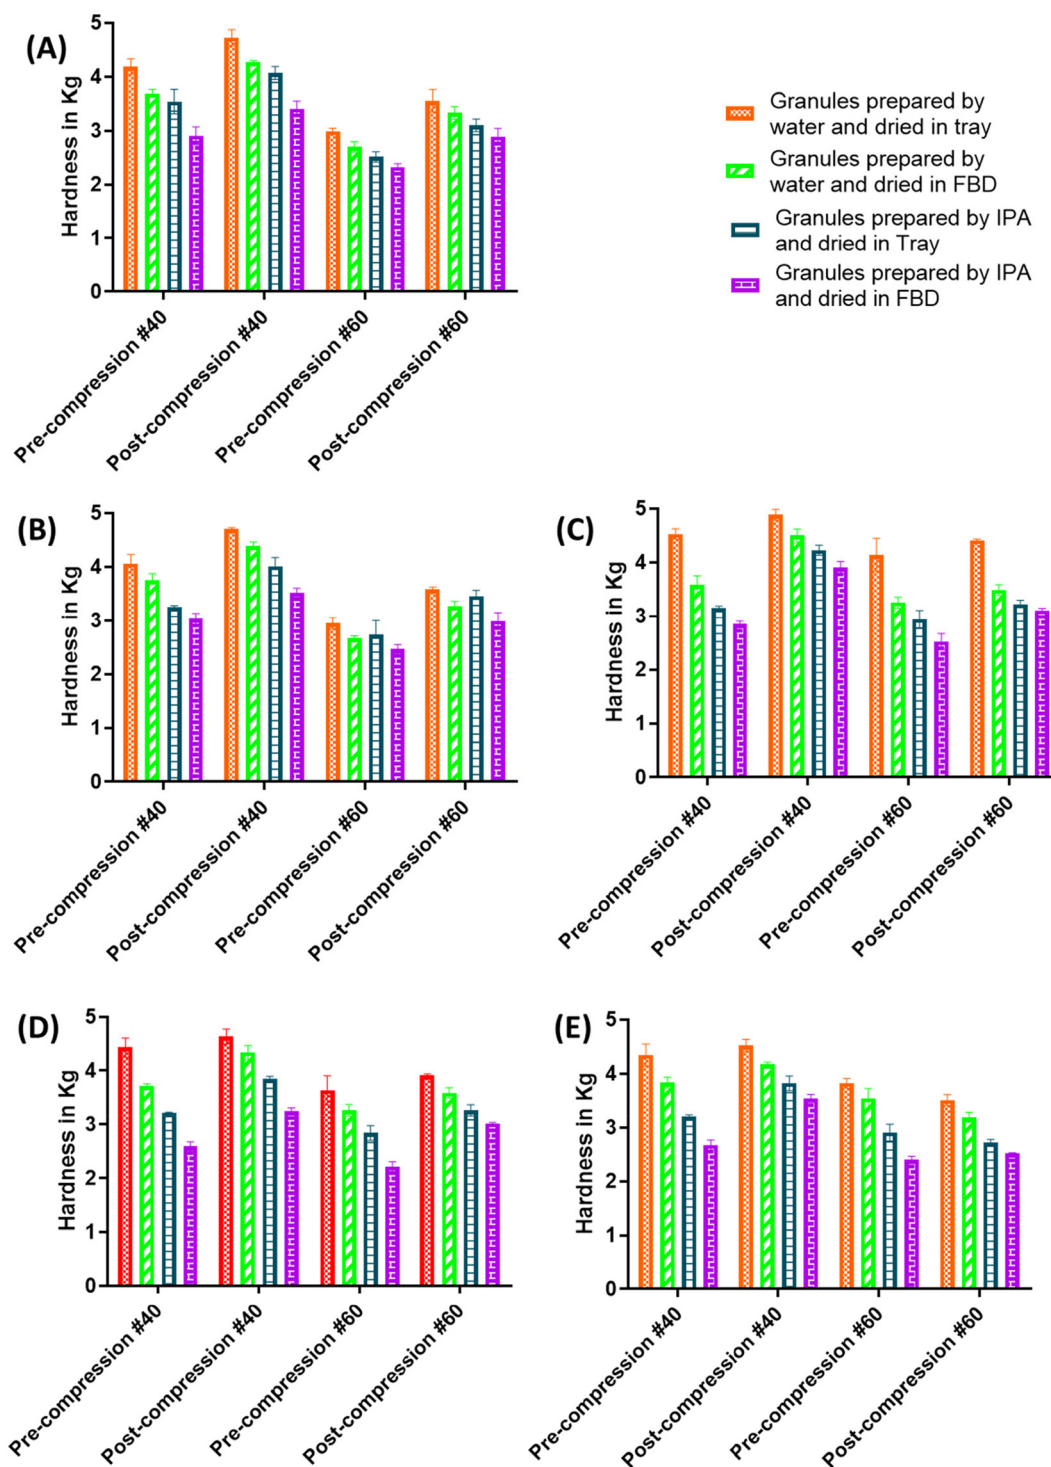 (A)
Hardness in Kg
5
4
3
2
1
0
Pre-compression #40
Post-compression #40
Pre-compression #60
Post-compression #60
Granules prepared by
water and dried in tray
Granules prepared by
water and dried in FBD
Granules prepared by IPA
and dried in Tray
Granules prepared by IPA
and dried in FBD
(B)
Hardness in Kg
5
4
3
2
1
0
Pre-compression #40
Post-compression #40
Pre-compression #60
Post-compression #60
(C)
Hardness in Kg
5
4
3
2
1
0
Pre-compression #40
Post-compression #40
Pre-compression #60
Post-compression #60
(D)
Hardness in Kg
5
4
3
2
1
0
Pre-compression #40
Post-compression #40
Pre-compression #60
Post-compression #60
(E)
Hardness in Kg
5
4
3
2
1
0
Pre-compression #40
Post-compression #40
Pre-compression #60
Post-compression #60